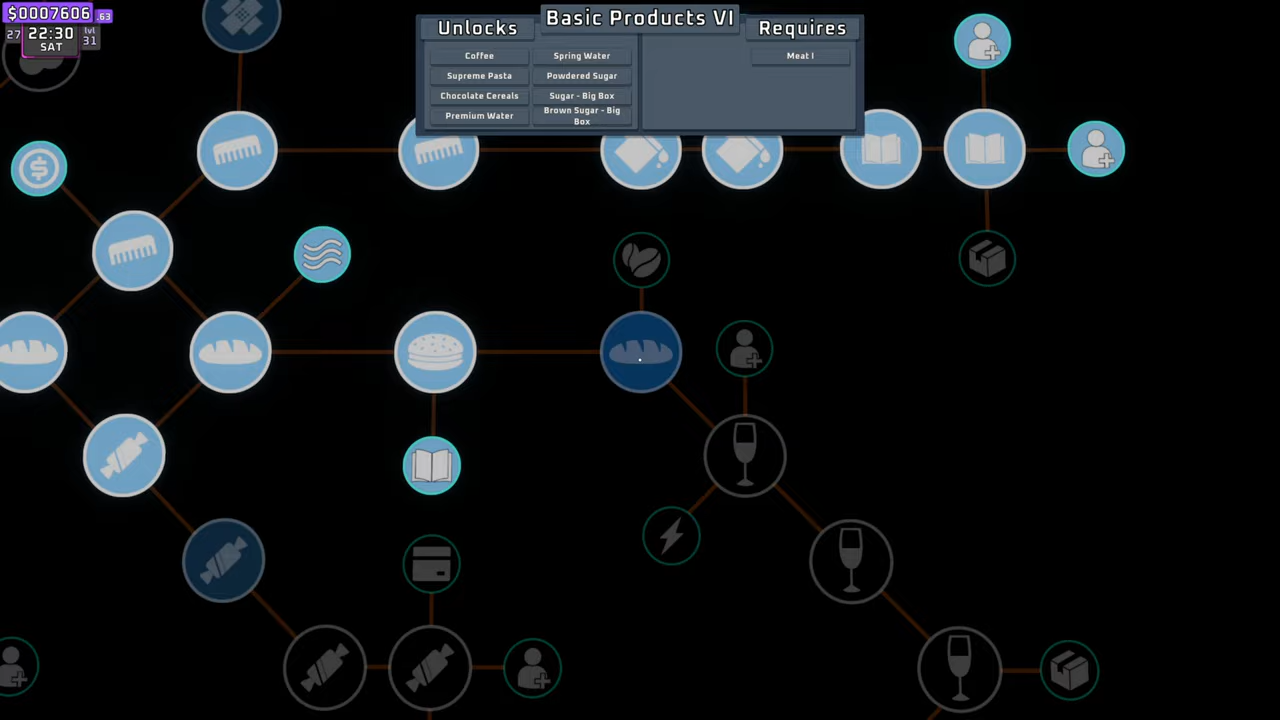 $0007606.63
27
22:30
SAT
lvl
31
Basic Products VI
Unlocks
Requires
Coffee
Spring Water
Meat I
Supreme Pasta
Powdered Sugar
Chocolate Cereals
Sugar - Big Box
Premium Water
Brown Sugar - Big
Box